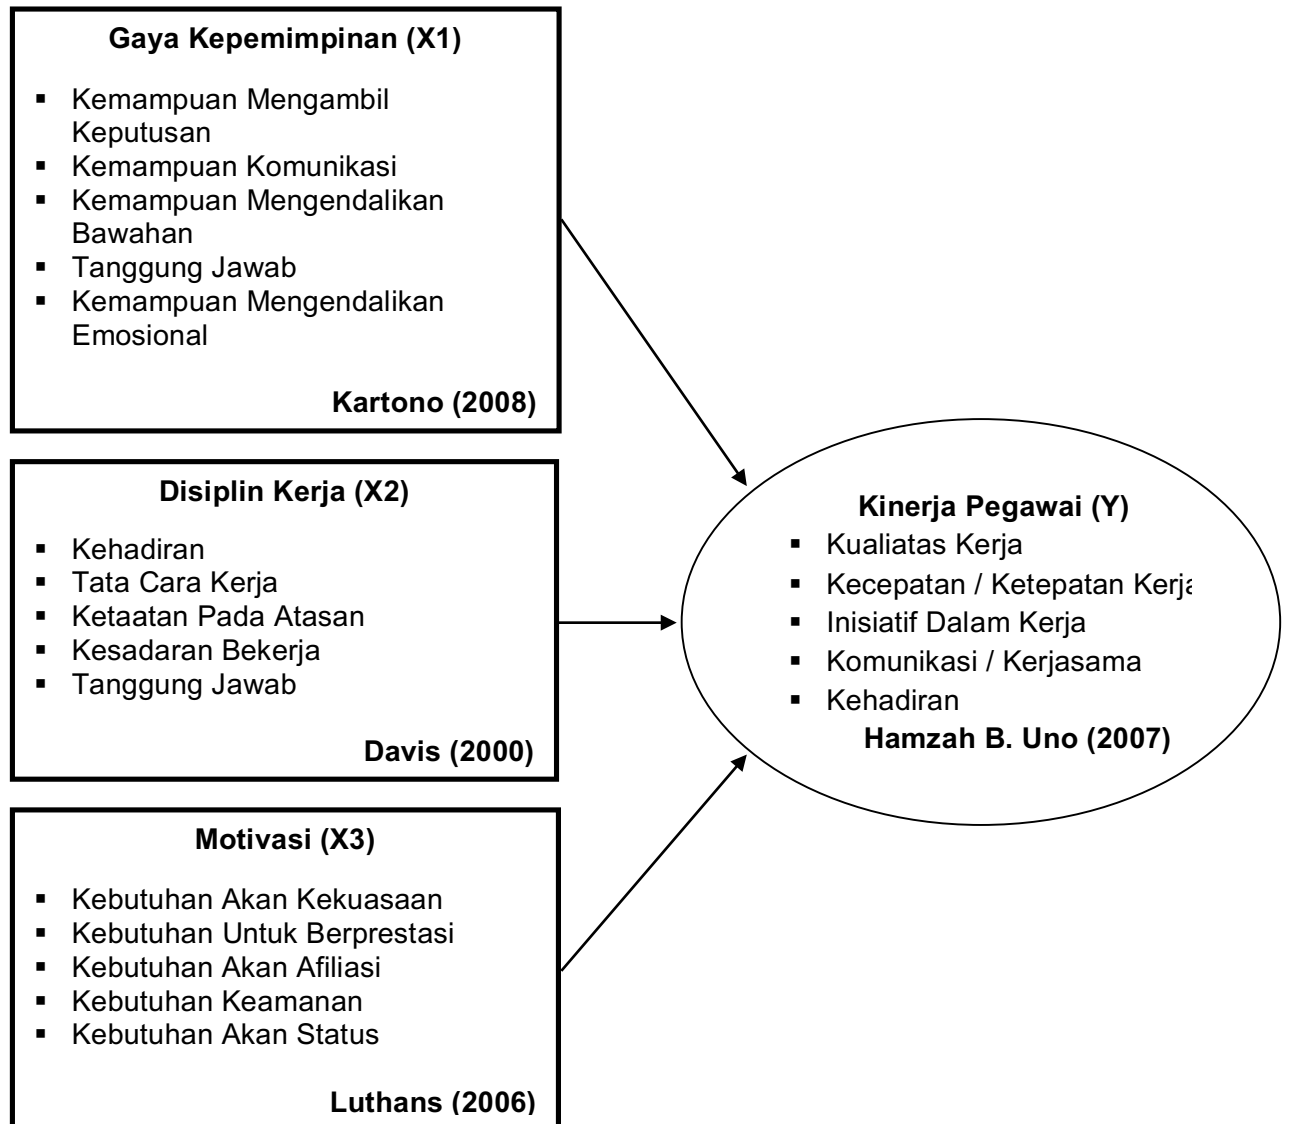 Gaya Kepemimpinan (X1)
▪ Kemampuan Mengambil
Keputusan
▪ Kemampuan Komunikasi
▪ Kemampuan Mengendalikan
Bawahan
▪ Tanggung Jawab
▪ Kemampuan Mengendalikan
Emosional
Kartono (2008)
Disiplin Kerja (X2)
▪ Kehadiran
▪ Tata Cara Kerja
▪ Ketaatan Pada Atasan
▪ Kesadaran Bekerja
▪ Tanggung Jawab
Davis (2000)
Motivasi (X3)
▪ Kebutuhan Akan Kekuasaan
▪ Kebutuhan Untuk Berprestasi
▪ Kebutuhan Akan Afiliasi
▪ Kebutuhan Keamanan
▪ Kebutuhan Akan Status
Luthans (2006)
Kinerja Pegawai (Y)
▪ Kualiatas Kerja
▪ Kecepatan / Ketepatan Kerja
▪ Inisiatif Dalam Kerja
▪ Komunikasi / Kerjasama
▪ Kehadiran
Hamzah B. Uno (2007)